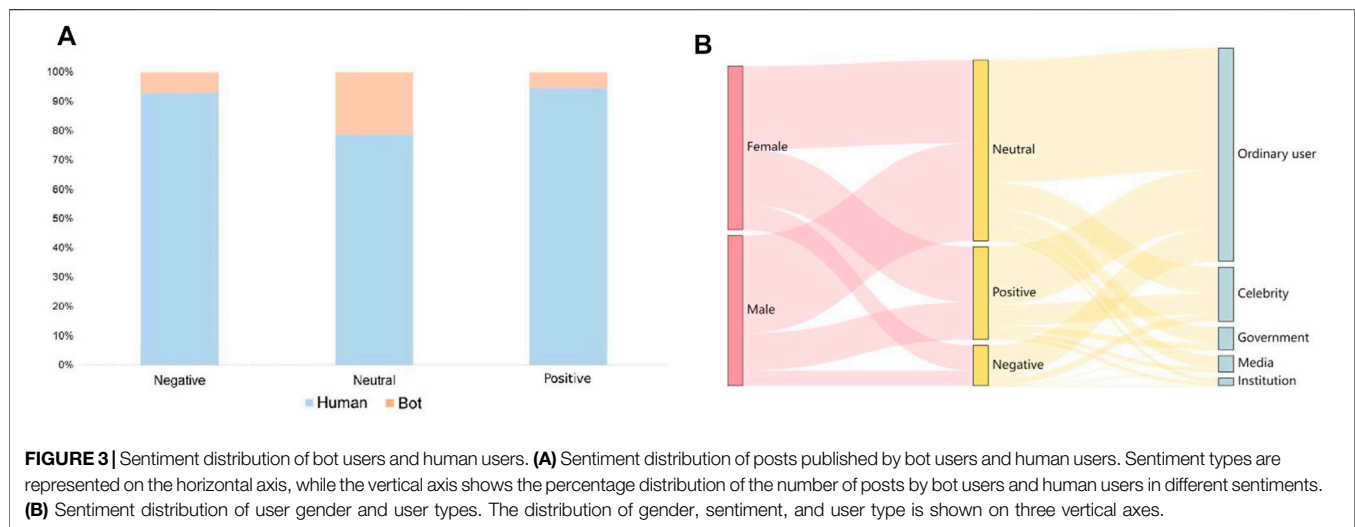 A
100%
90%
80%
70%
60%
50%
40%
30%
20%
10%
0%
Negative
Neutral
Positive
Human
Bot
B
Female
Male
Neutral
Positive
Negative
Ordinary user
Celebrity
Government
Media
Institution
FIGURE 3 | Sentiment distribution of bot users and human users. (A) Sentiment distribution of posts published by bot users and human users. Sentiment types are
represented on the horizontal axis, while the vertical axis shows the percentage distribution of the number of posts by bot users and human users in different sentiments.
(B) Sentiment distribution of user gender and user types. The distribution of gender, sentiment, and user type is shown on three vertical axes.